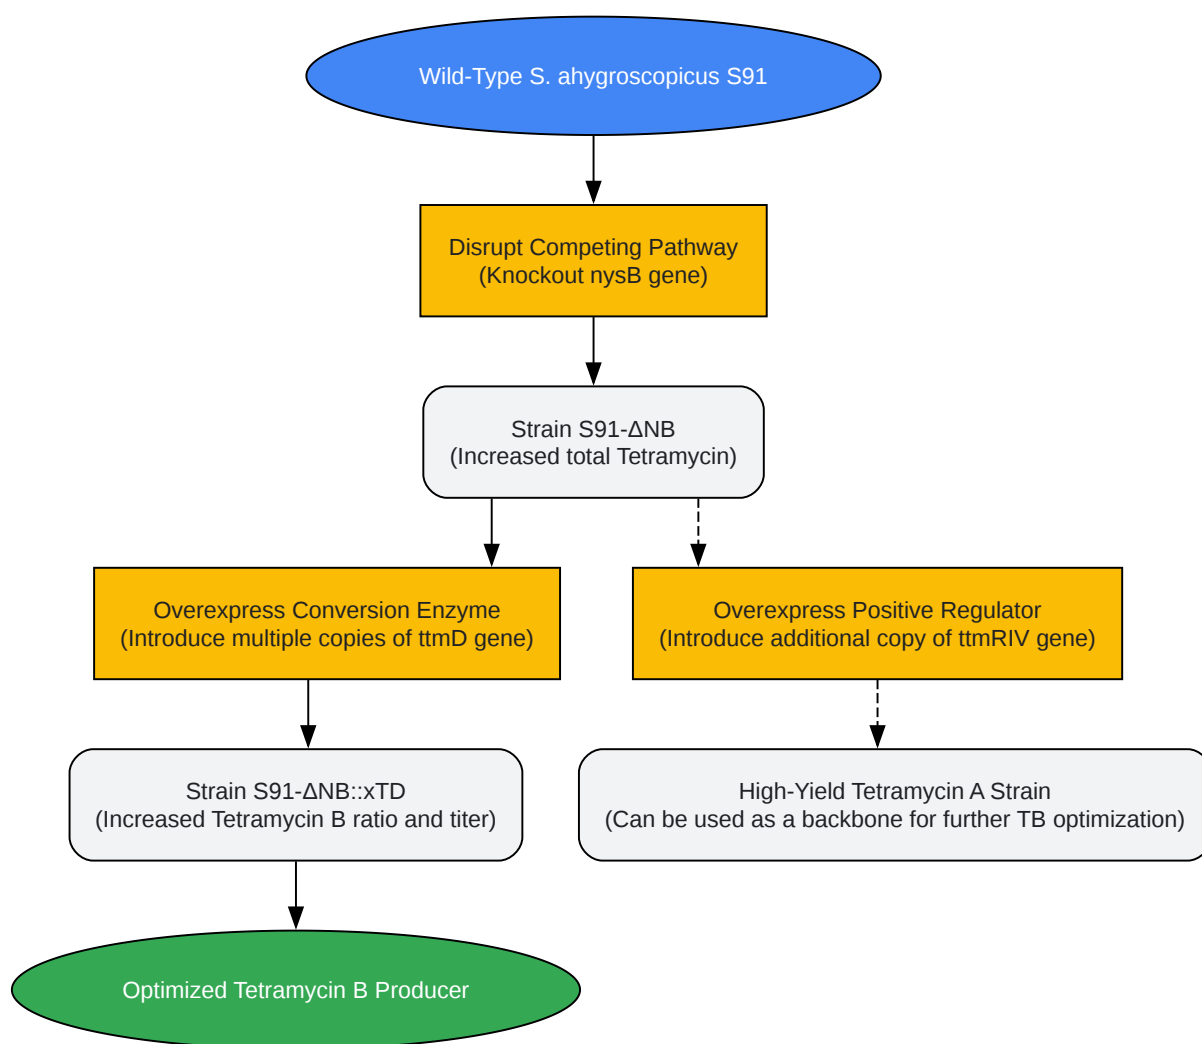 Wild-Type S. ahygroscopicus S91
Disrupt Competing Pathway
(Knockout nysB gene)
Strain S91-ΔNB
(Increased total Tetramycin)
Overexpress Conversion Enzyme
(Introduce multiple copies of ttmD gene)
Overexpress Positive Regulator
(Introduce additional copy of ttmRIV gene)
Strain S91-ΔNB::xTD
(Increased Tetramycin B ratio and titer)
High-Yield Tetramycin A Strain
(Can be used as a backbone for further TB optimization)
Optimized Tetramycin B Producer